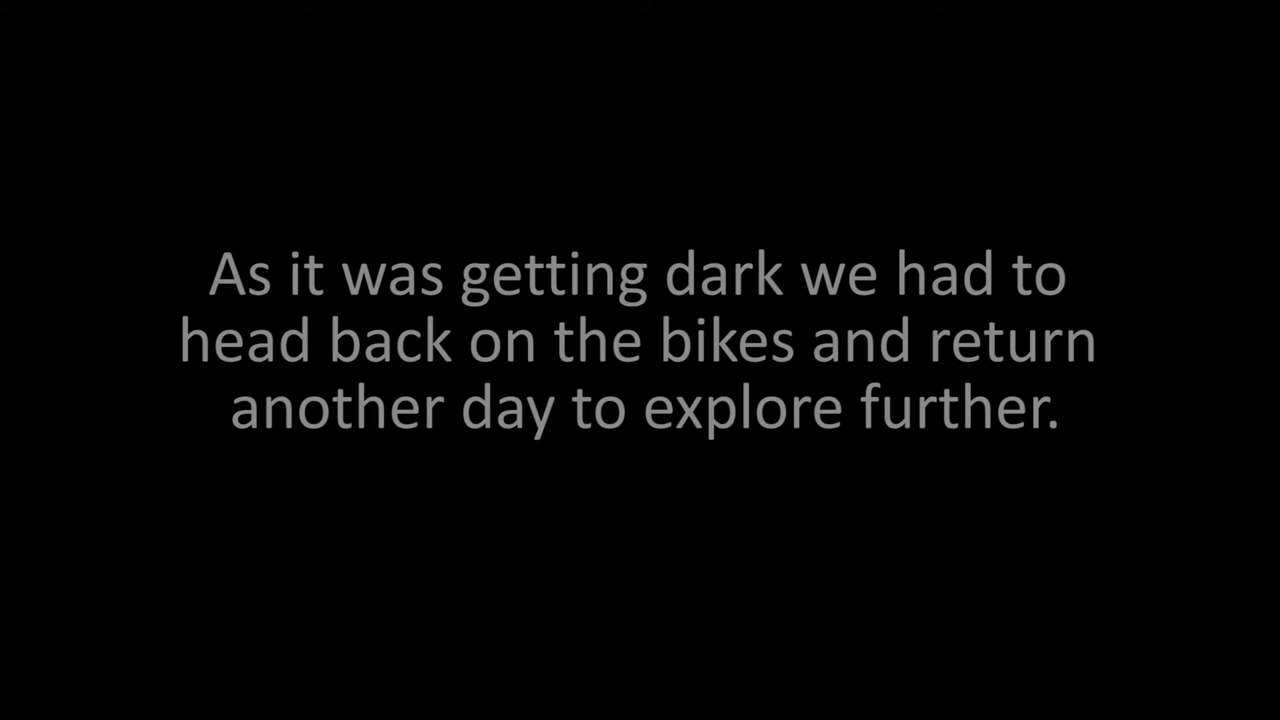 As it was getting dark we had to
head back on the bikes and return
another day to explore further.